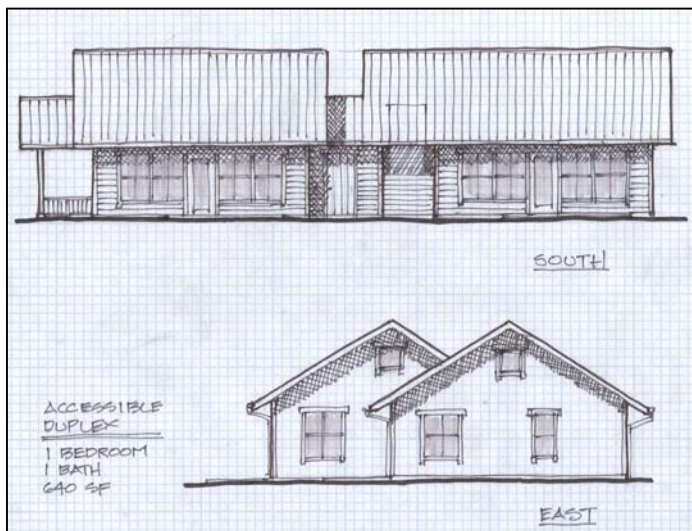 SOUTH
ACCESSIBLE
DUPLEX
1 BEDROOM
1 BATH
640 SF
EAST